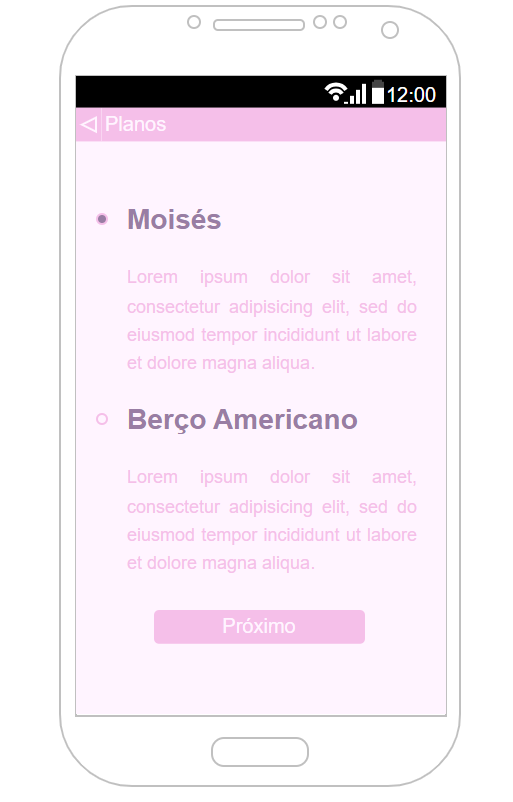 12:00
Planos
Moisés
Lorem ipsum dolor sit amet,
consectetur adipisicing elit, sed do
eiusmod tempor incididunt ut labore
et dolore magna aliqua.
Berço Americano
Lorem ipsum dolor sit amet,
consectetur adipisicing elit, sed do
eiusmod tempor incididunt ut labore
et dolore magna aliqua.
Próximo